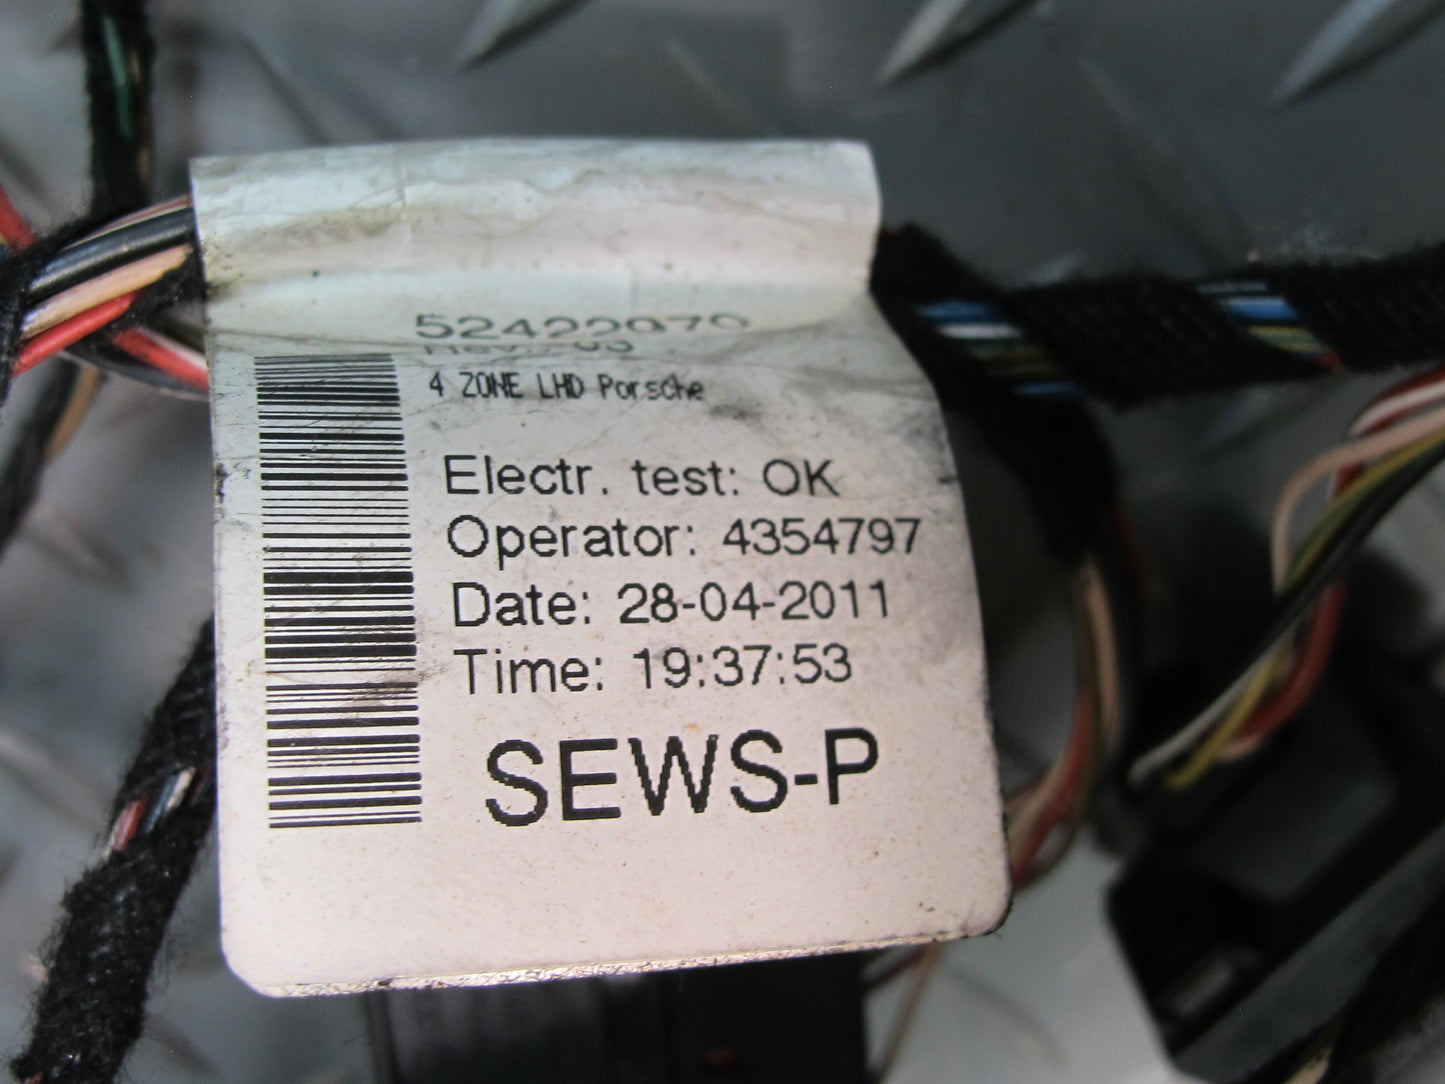 4 ZONE LHD Porsche
Electr. test: OK
Operator: 4354797
Date: 28-04-2011
Time: 19:37:53
SEWS-P